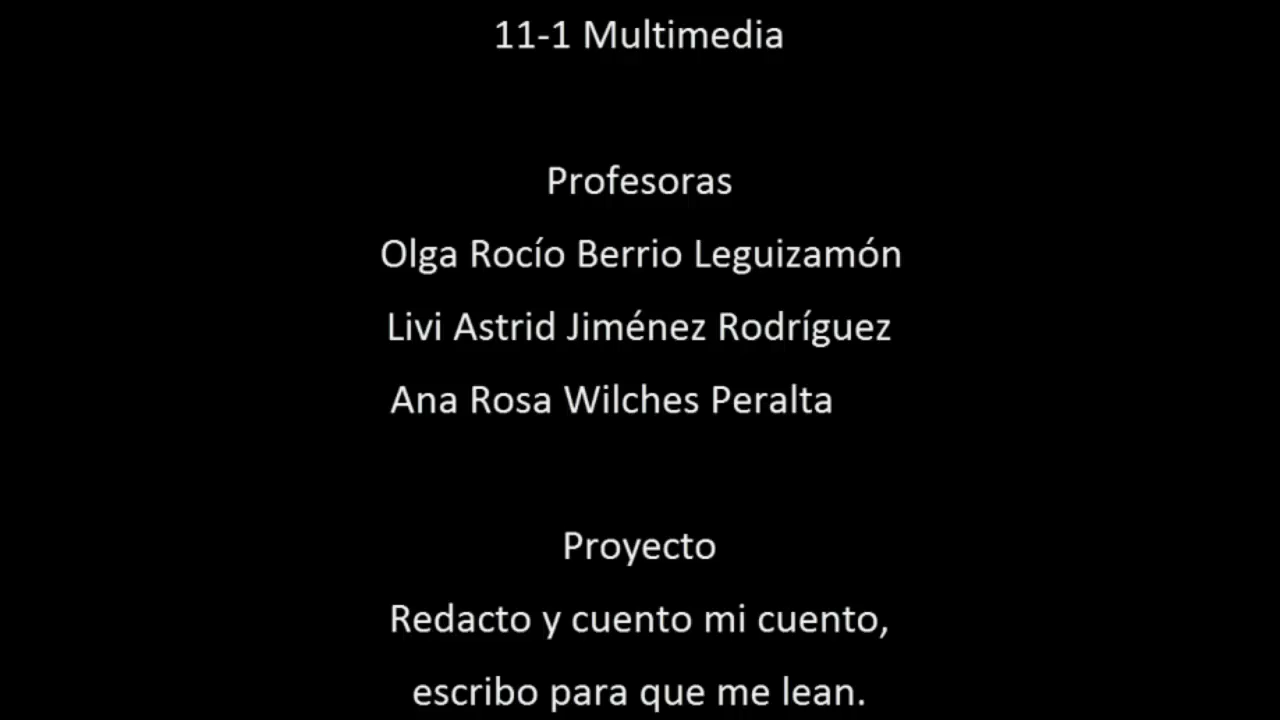 11-1 Multimedia
Profesoras
Olga Rocío Berrio Leguizamón
Livi Astrid Jiménez Rodríguez
Ana Rosa Wilches Peralta
Proyecto
Redacto y cuento mi cuento,
escribo para que me lean.